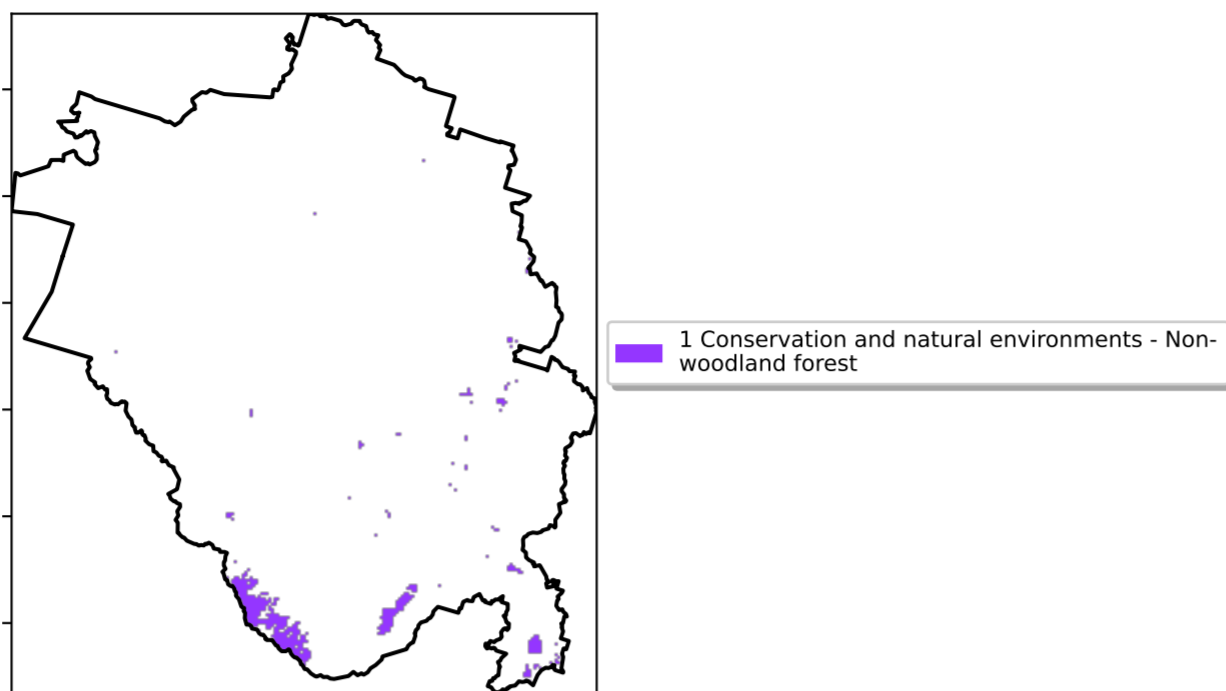 1 Conservation and natural environments - Non-
woodland forest